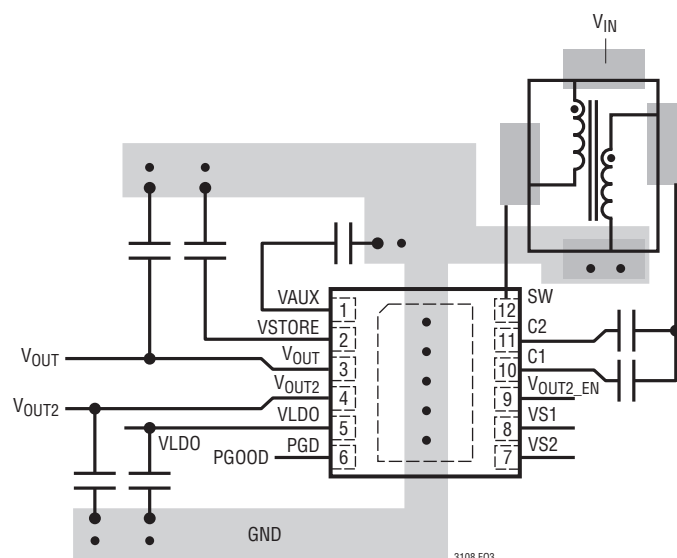 VIN
VAUX
1
VSTORE
2
VOUT
VOUT
3
VOUT2
VOUT2
4
VLDO
VLDO
5
PGOOD
PGD
6
SW
12
C2
11
C1
10
VOUT2_EN
9
VS1
8
VS2
7
GND
3108 F03